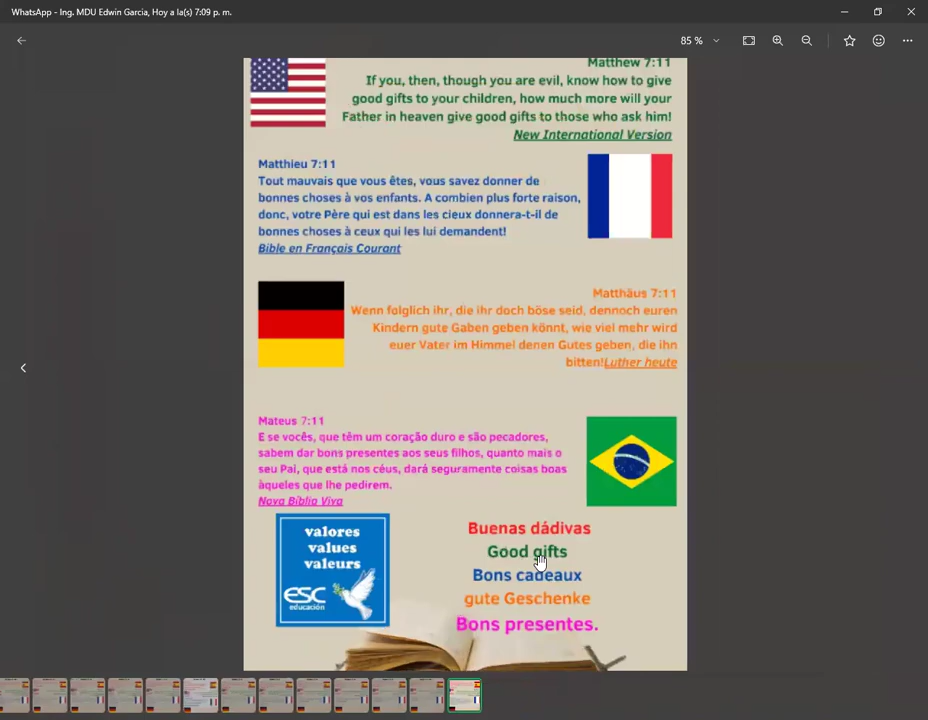 WhatsApp - Ing. MDU Edwin Garcia, Hoy a la(s) 7:09 p. m.
85 %
Matthew 7:11
If you, then, though you are evil, know how to give
good gifts to your children, how much more will your
Father in heaven give good gifts to those who ask him!
New International Version
Matthieu 7:11
Tout mauvais que vous êtes, vous savez donner de
bonnes choses à vos enfants. A combien plus forte raison,
donc, votre Père qui est dans les cieux donnera-t-il de
bonnes choses à ceux qui les lui demandent!
Bible en Français Courant
Matthäus 7:11
Wenn folglich ihr, die ihr doch böse seid, dennoch euren
Kindern gute Gaben geben könnt, wie viel mehr wird
euer Vater im Himmel denen Gutes geben, die ihn
bitten!Luther heute
Mateus 7:11
E se vocês, que têm um coração duro e são pecadores,
sabem dar bons presentes aos seus filhos, quanto mais o
seu Pai, que está nos céus, dará seguramente coisas boas
àqueles que lhe pedirem.
Nova Bíblia Viva
valores
values
valeurs
esc
educación
Buenas dádivas
Good gifts
Bons cadeaux
gute Geschenke
Bons presentes.